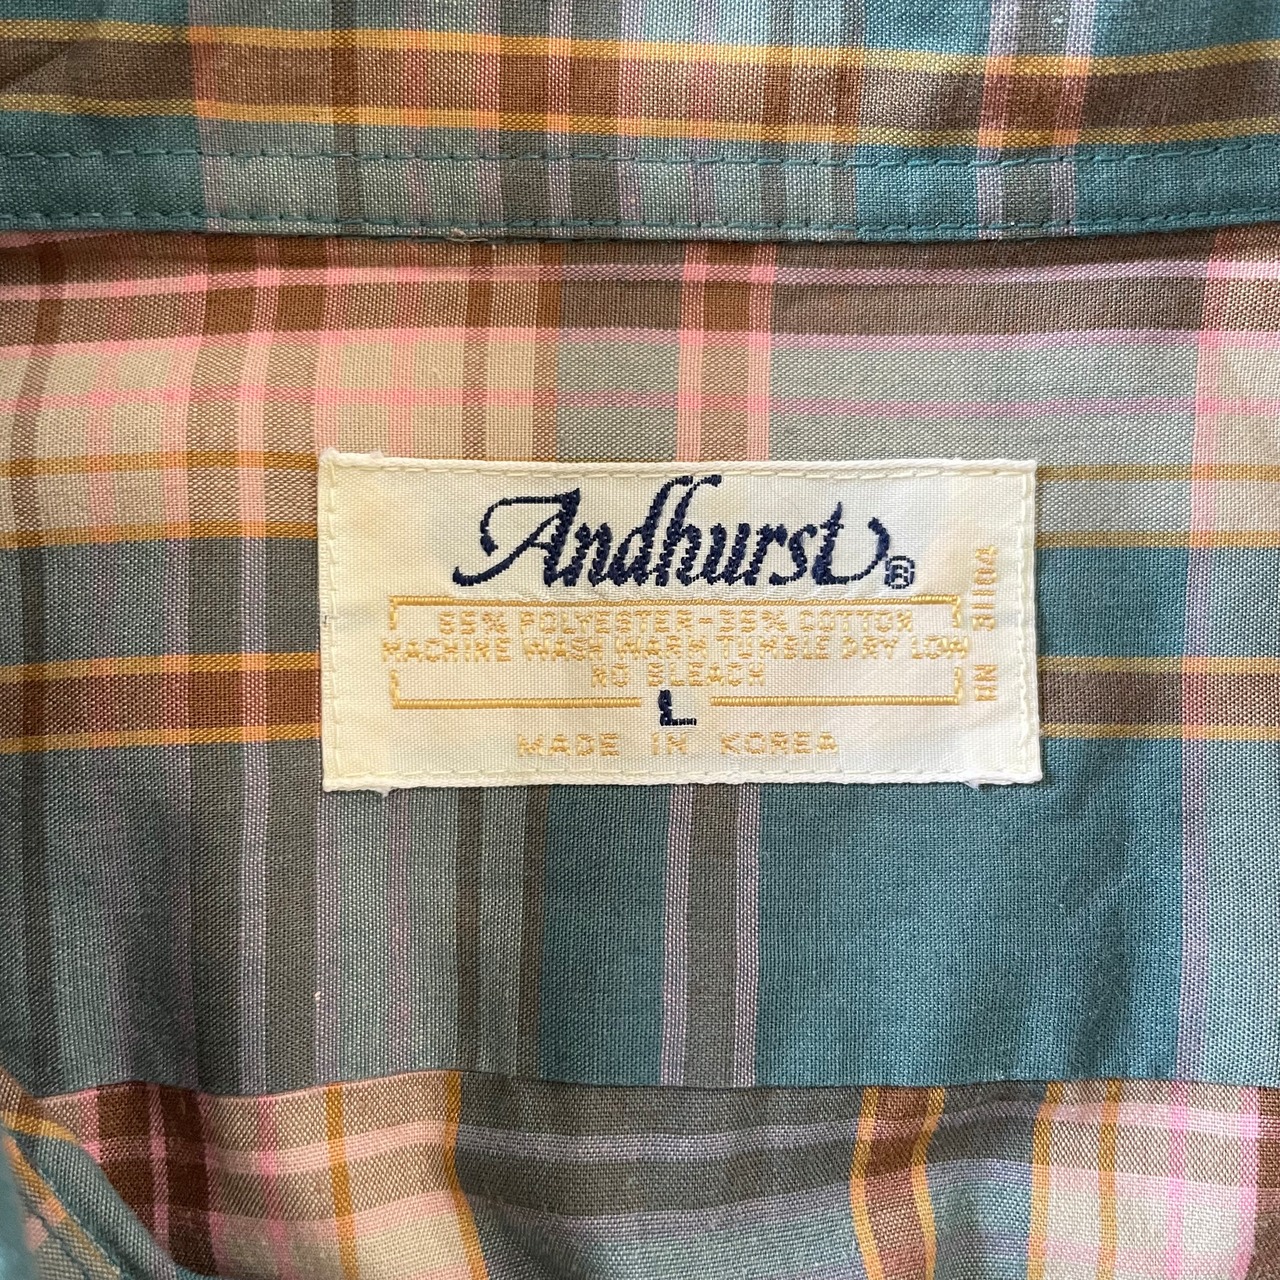 Andhurst®
65% POLYESTER-35% COTTON
MACHINE WASH WARM TUMBLE DRY LOW
NO BLEACH
L
MADE IN KOREA
RN 31104